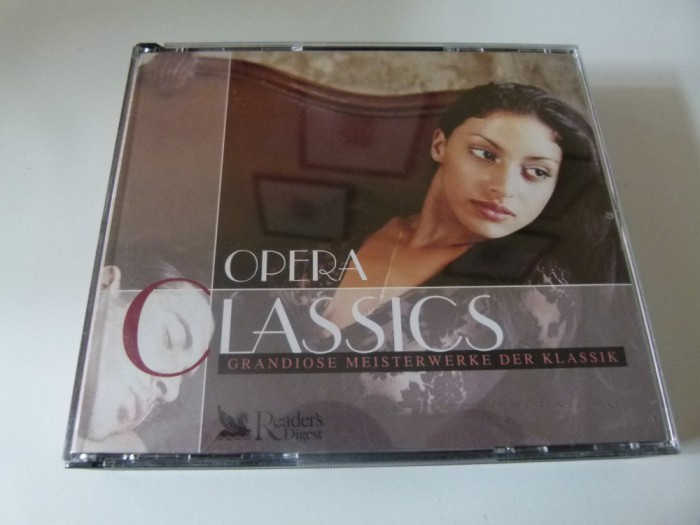 OPERA
CLASSICS
GRANDIOSE MEISTERWERKE DER KLASSIK
Reader's
Digest